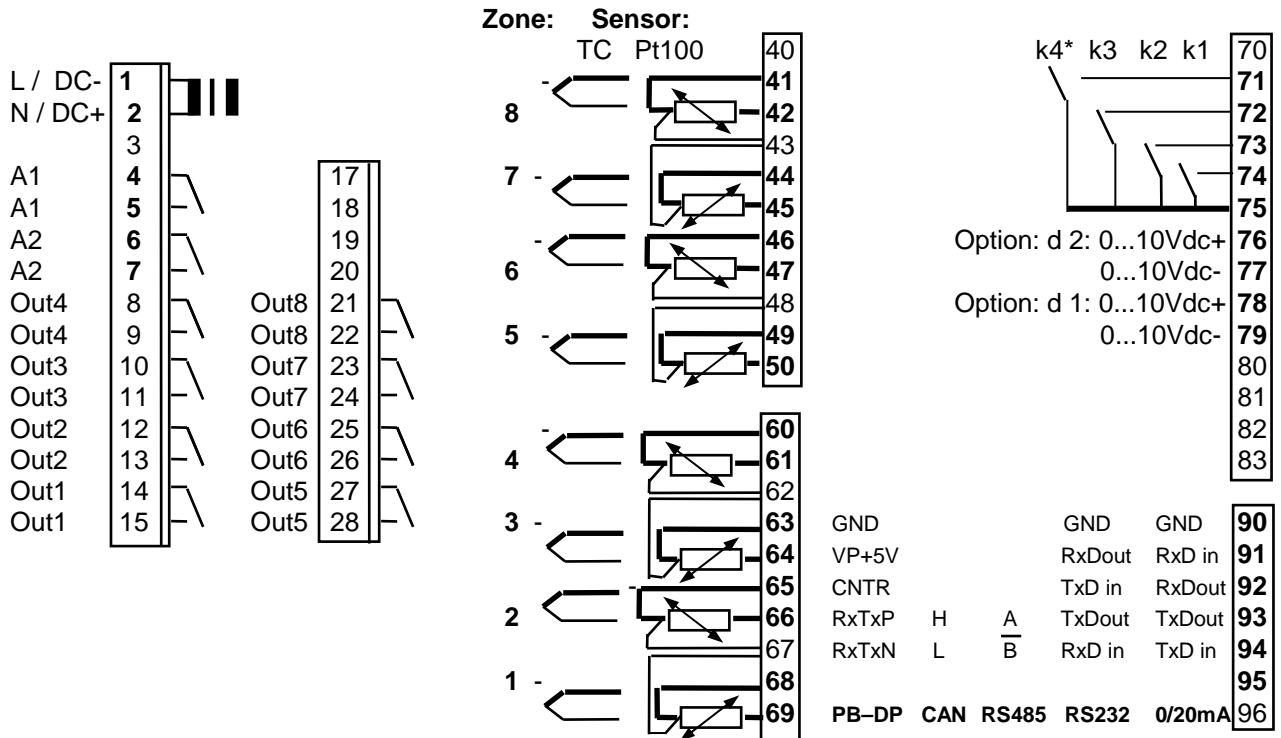 Zone: Sensor:
TC Pt100
L / DC- 1
N / DC+ 2
3
A1 4
A1 5
A2 6
A2 7
Out4 8
Out4 9
Out3 10
Out3 11
Out2 12
Out2 13
Out1 14
Out1 15
17
18
19
20
Out8 21
Out8 22
Out7 23
Out7 24
Out6 25
Out6 26
Out5 27
Out5 28
40
- 41
8 42
43
7 - 44
45
- 46
6 47
48
5 - 49
50
- 60
4 61
62
3 - 63
64
- 65
2 66
67
1 - 68
69
k4* k3 k2 k1 70
71
72
73
74
75
Option: d 2: 0...10Vdc+ 76
0...10Vdc- 77
Option: d 1: 0...10Vdc+ 78
0...10Vdc- 79
80
81
82
83
GND GND GND 90
VP+5V RxDout RxD in 91
CNTR TxD in RxDout 92
RxTxP H A TxDout TxDout 93
RxTxN L B̅ RxD in TxD in 94
95
PB–DP CAN RS485 RS232 0/20mA 96